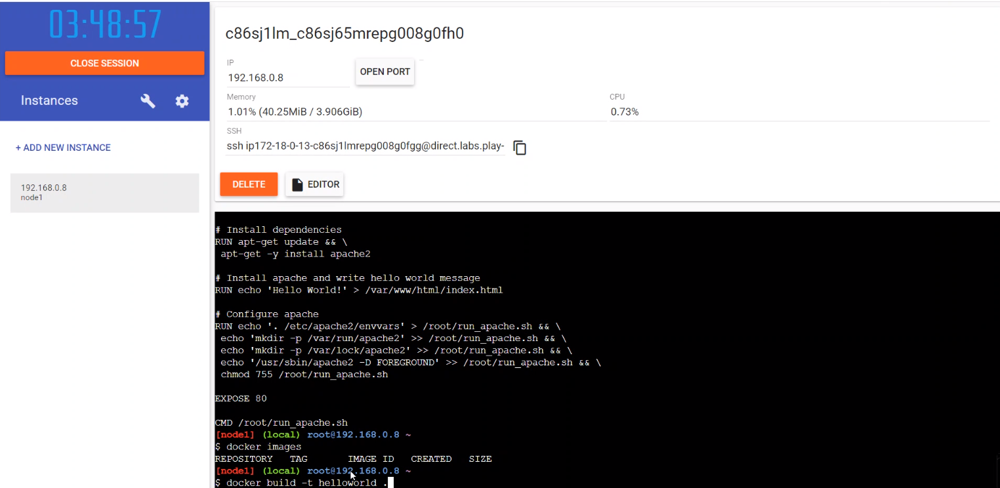 03:48:57
CLOSE SESSION
Instances
+ ADD NEW INSTANCE
192.168.0.8
node1
c86sj1lm_c86sj65mrepg008g0fh0
IP
192.168.0.8
OPEN PORT
Memory
1.01% (40.25MiB / 3.906GiB)
CPU
0.73%
SSH
ssh ip172-18-0-13-c86sj1lmrepg008g0fgg@direct.labs.play-
DELETE
EDITOR
# Install dependencies
RUN apt-get update && \
 apt-get -y install apache2
# Install apache and write hello world message
RUN echo 'Hello World!' > /var/www/html/index.html
# Configure apache
RUN echo '. /etc/apache2/envvars' > /root/run_apache.sh && \
 echo 'mkdir -p /var/run/apache2' >> /root/run_apache.sh && \
 echo 'mkdir -p /var/lock/apache2' >> /root/run_apache.sh && \
 echo '/usr/sbin/apache2 -D FOREGROUND' >> /root/run_apache.sh && \
 chmod 755 /root/run_apache.sh
EXPOSE 80
CMD /root/run_apache.sh
[node1] (local) root@192.168.0.8 ~
$ docker images
REPOSITORY   TAG       IMAGE ID   CREATED   SIZE
[node1] (local) root@192.168.0.8 ~
$ docker build -t helloworld .